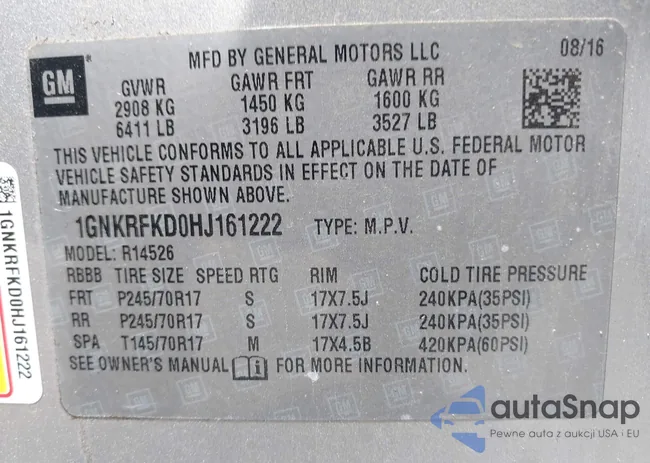 GM
MFD BY GENERAL MOTORS LLC 08/16
GVWR GAWR FRT GAWR RR
2908 KG 1450 KG 1600 KG
6411 LB 3196 LB 3527 LB
THIS VEHICLE CONFORMS TO ALL APPLICABLE U.S. FEDERAL MOTOR
VEHICLE SAFETY STANDARDS IN EFFECT ON THE DATE OF
MANUFACTURE SHOWN ABOVE.
1GNKRFKD0HJ161222 TYPE: M.P.V.
MODEL: R14526
RBBB TIRE SIZE SPEED RTG RIM COLD TIRE PRESSURE
FRT P245/70R17 S 17X7.5J 240KPA(35PSI)
RR P245/70R17 S 17X7.5J 240KPA(35PSI)
SPA T145/70R17 M 17X4.5B 420KPA(60PSI)
SEE OWNER'S MANUAL FOR MORE INFORMATION.
1GNKRFKD0HJ161222
autaSnap
Pewne auta z aukcji USA i EU